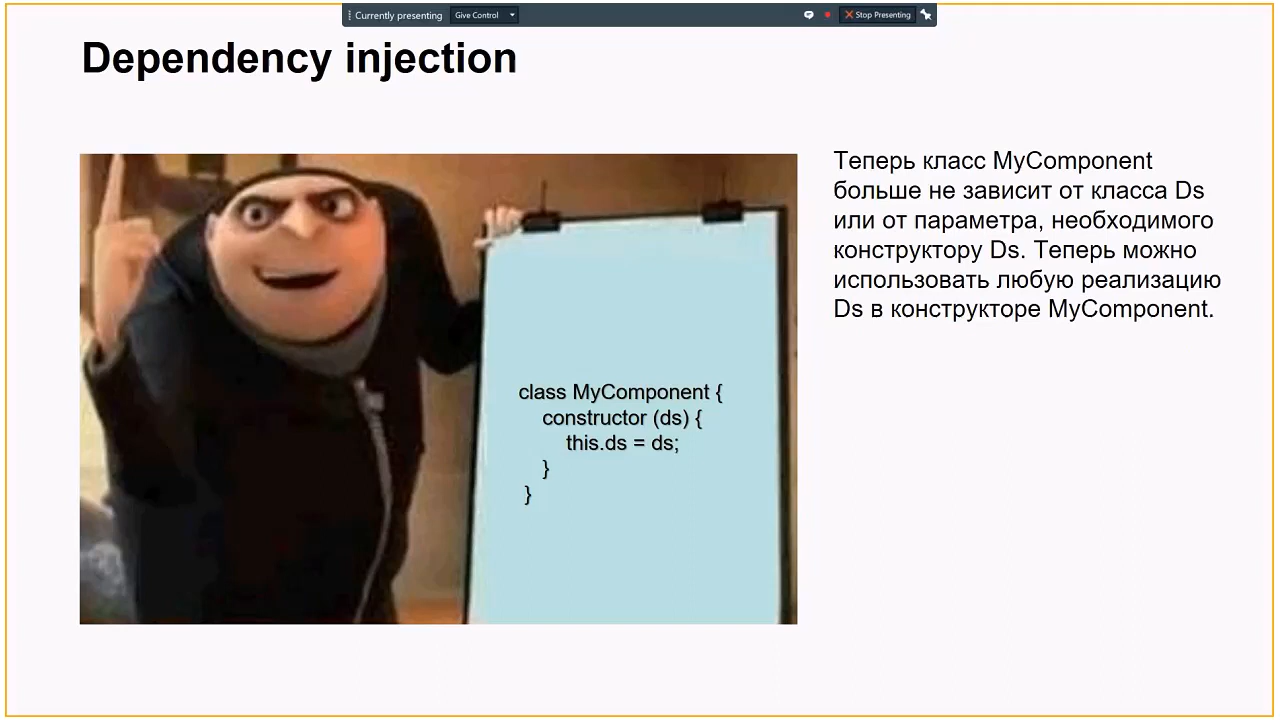 Currently presenting
Give Control
Stop Presenting
Dependency injection
Теперь класс MyComponent
больше не зависит от класса Ds
или от параметра, необходимого
конструктору Ds. Теперь можно
использовать любую реализацию
Ds в конструкторе MyComponent.
class MyComponent {
constructor (ds) {
this.ds = ds;
}
}